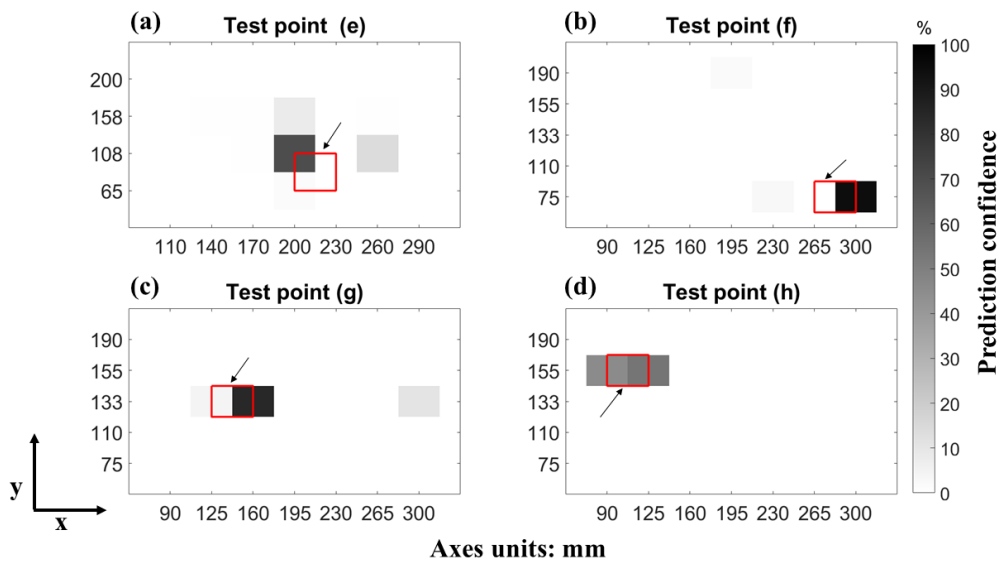 (a)
Test point (e)
200
158
108
65
110 140 170 200 230 260 290
(b)
Test point (f)
190
155
133
110
75
90 125 160 195 230 265 300
(c)
Test point (g)
190
155
133
110
75
90 125 160 195 230 265 300
(d)
Test point (h)
190
155
133
110
75
90 125 160 195 230 265 300
%
100
90
80
70
60
50
40
30
20
10
0
Prediction confidence
y
x
Axes units: mm